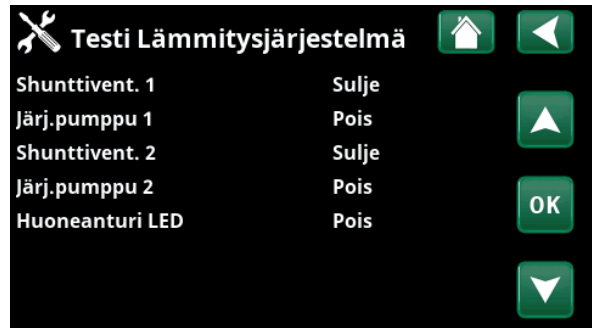 Testi Lämmitysjärjestelmä
Shunttivent. 1 Sulje
Järj.pumppu 1 Pois
Shunttivent. 2 Sulje
Järj.pumppu 2 Pois
Huoneanturi LED Pois
OK